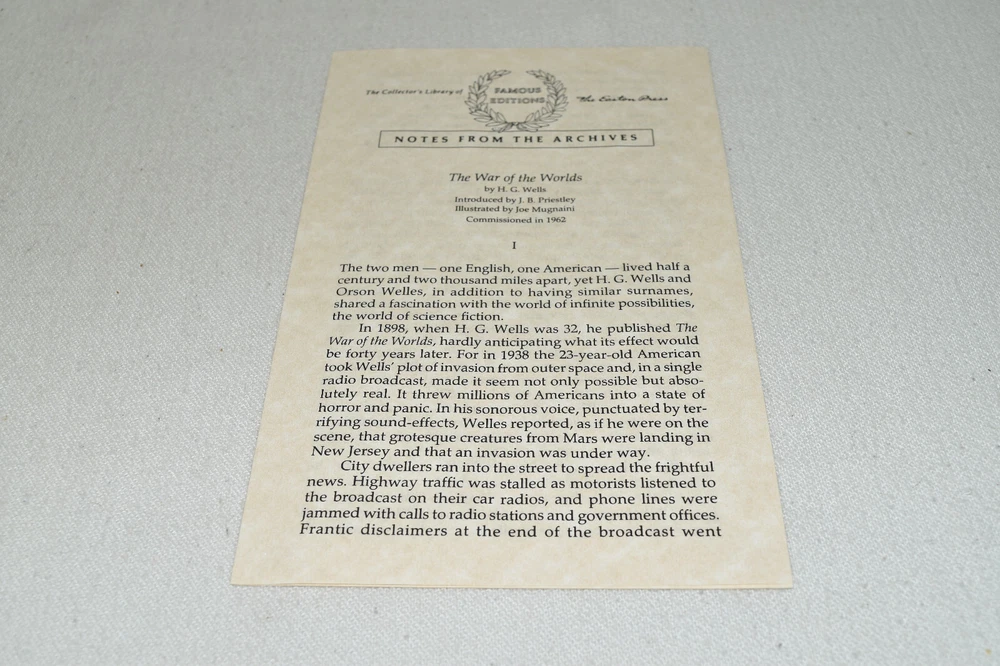 The Collector's Library of
FAMOUS
EDITIONS
The Easton Press
NOTES FROM THE ARCHIVES
The War of the Worlds
by H. G. Wells
Introduced by J. B. Priestley
Illustrated by Joe Mugnaini
Commissioned in 1962
I
The two men — one English, one American — lived half a
century and two thousand miles apart, yet H. G. Wells and
Orson Welles, in addition to having similar surnames,
shared a fascination with the world of infinite possibilities,
the world of science fiction.
In 1898, when H. G. Wells was 32, he published The
War of the Worlds, hardly anticipating what its effect would
be forty years later. For in 1938 the 23-year-old American
took Wells' plot of invasion from outer space and, in a single
radio broadcast, made it seem not only possible but abso-
lutely real. It threw millions of Americans into a state of
horror and panic. In his sonorous voice, punctuated by ter-
rifying sound-effects, Welles reported, as if he were on the
scene, that grotesque creatures from Mars were landing in
New Jersey and that an invasion was under way.
City dwellers ran into the street to spread the frightful
news. Highway traffic was stalled as motorists listened to
the broadcast on their car radios, and phone lines were
jammed with calls to radio stations and government offices.
Frantic disclaimers at the end of the broadcast went